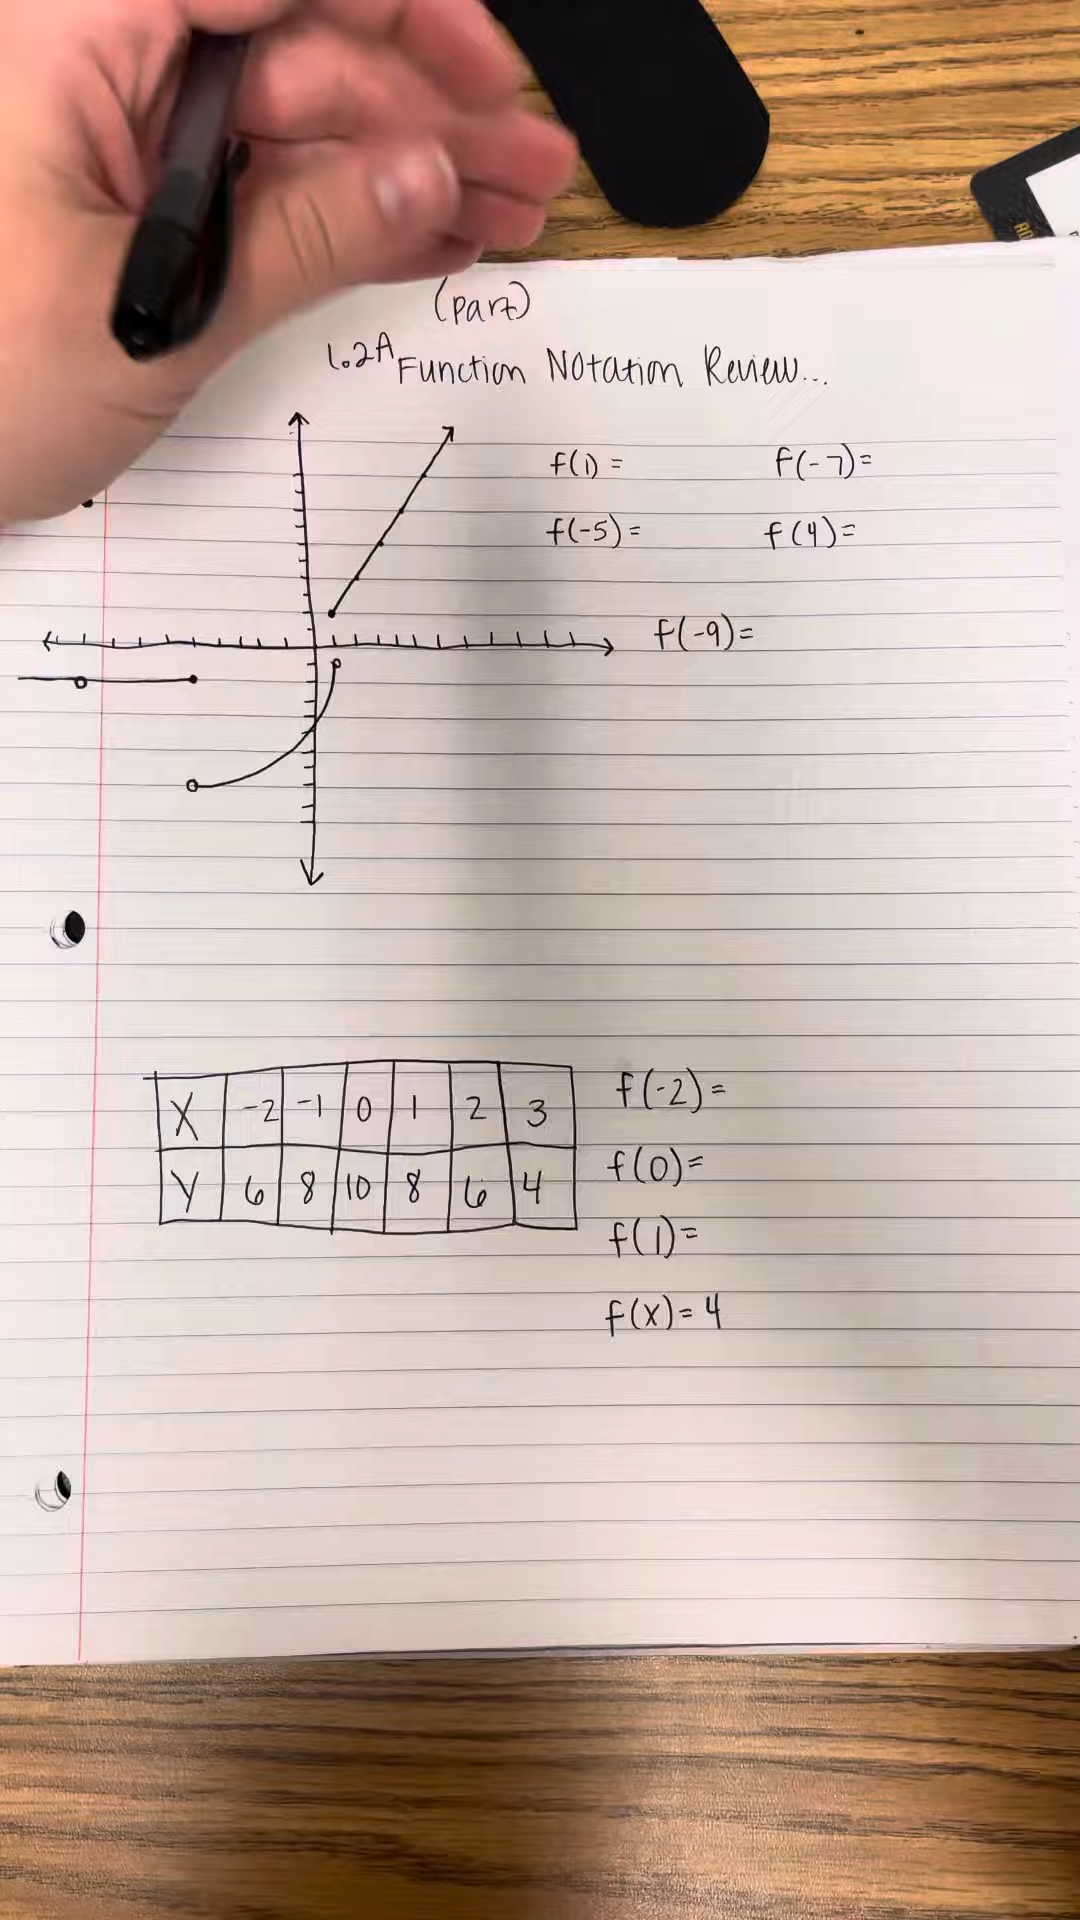 (part)
1.2A Function Notation Review...
f(1) = f(-7)=
f(-5)= f(4)=
f(-9)=
X -2 -1 0 1 2 3
Y 6 8 10 8 6 4
f(-2)=
f(0)=
f(1)=
f(x)= 4